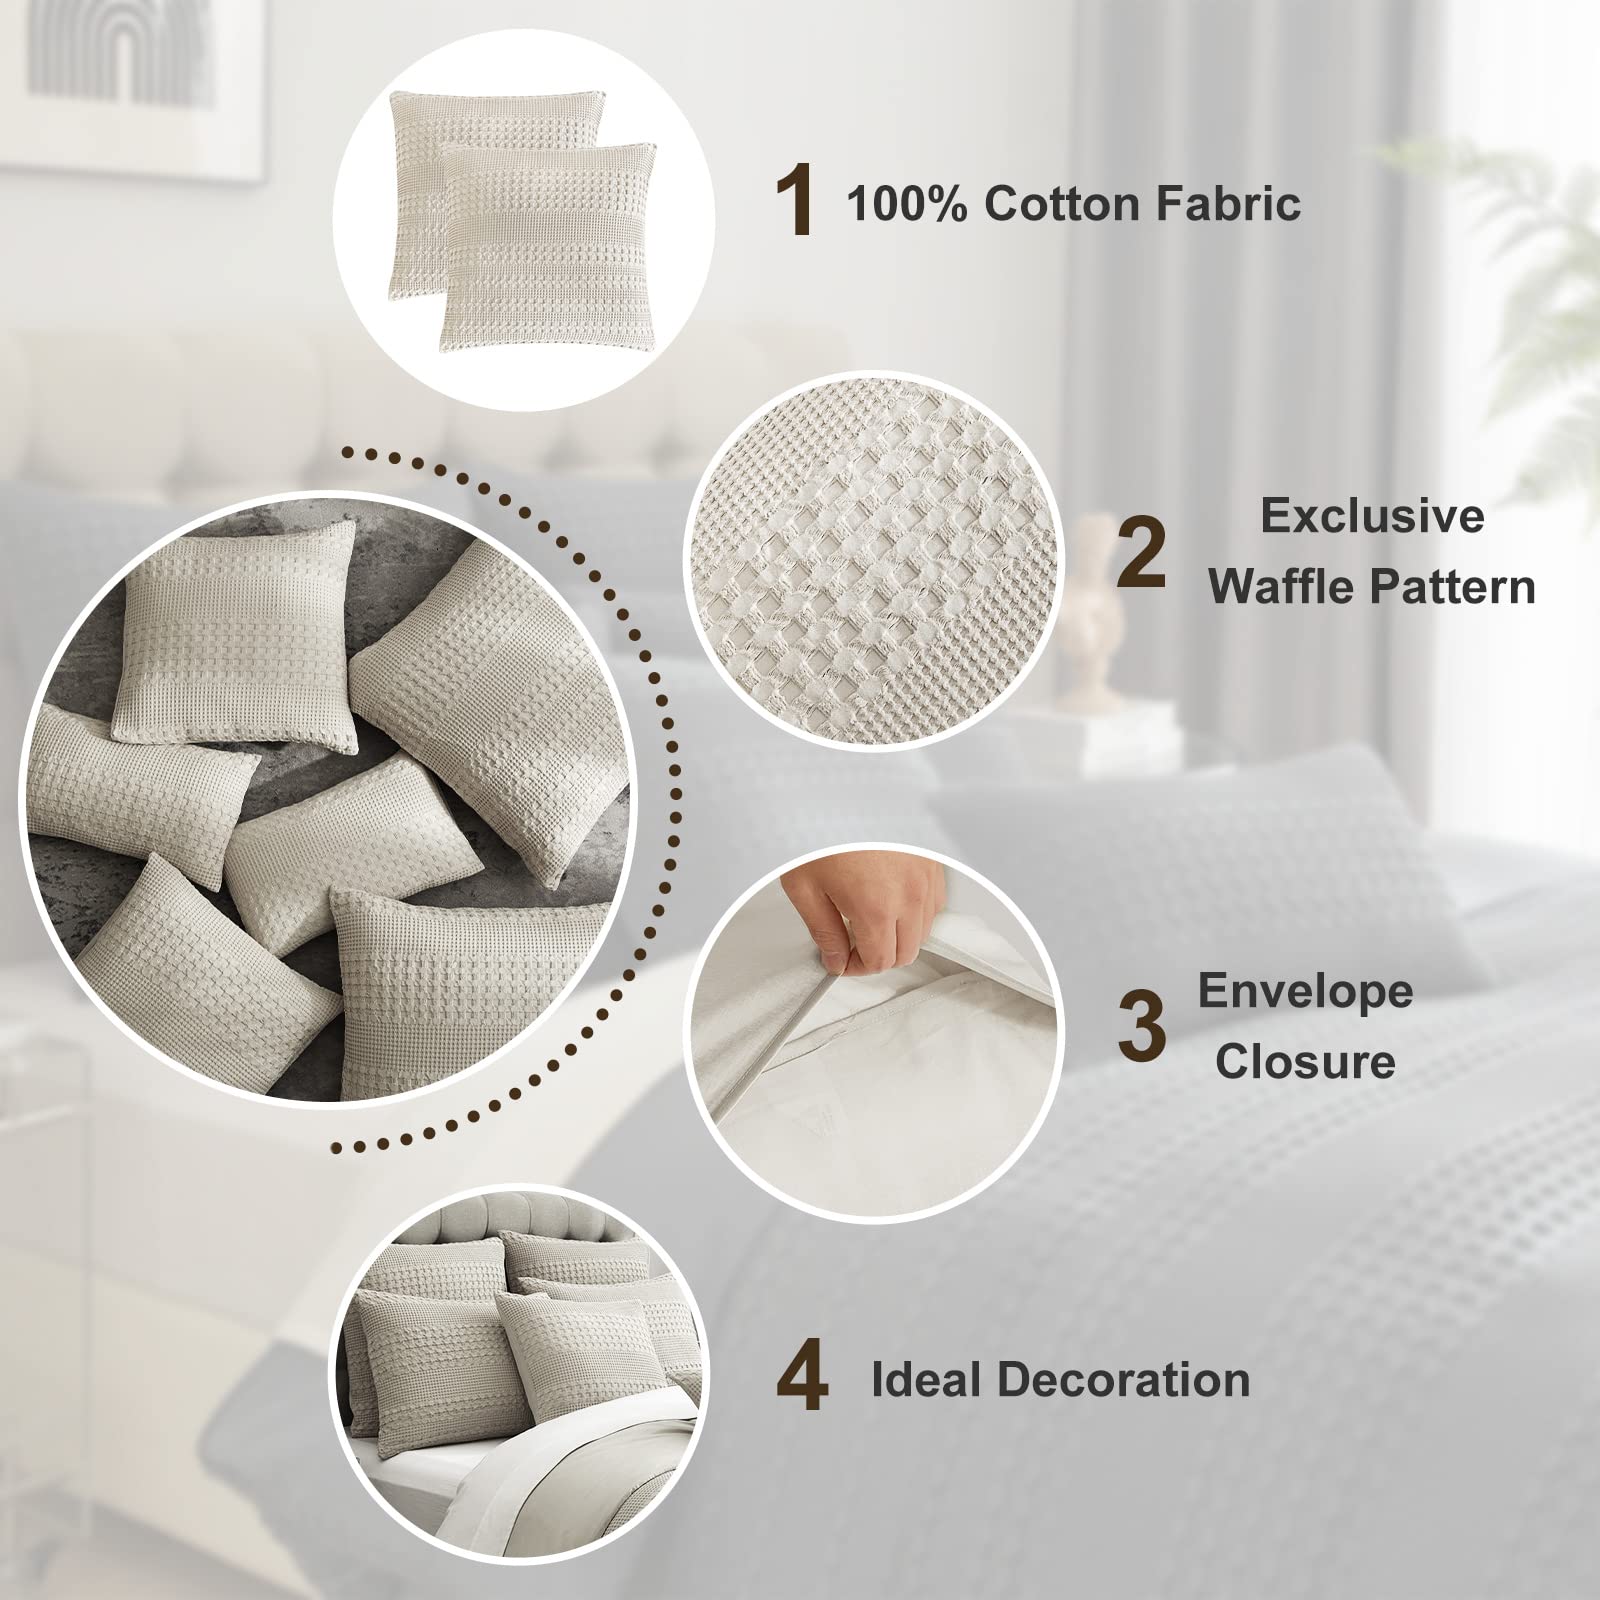 1 100% Cotton Fabric
2 Exclusive
Waffle Pattern
3 Envelope
Closure
4 Ideal Decoration